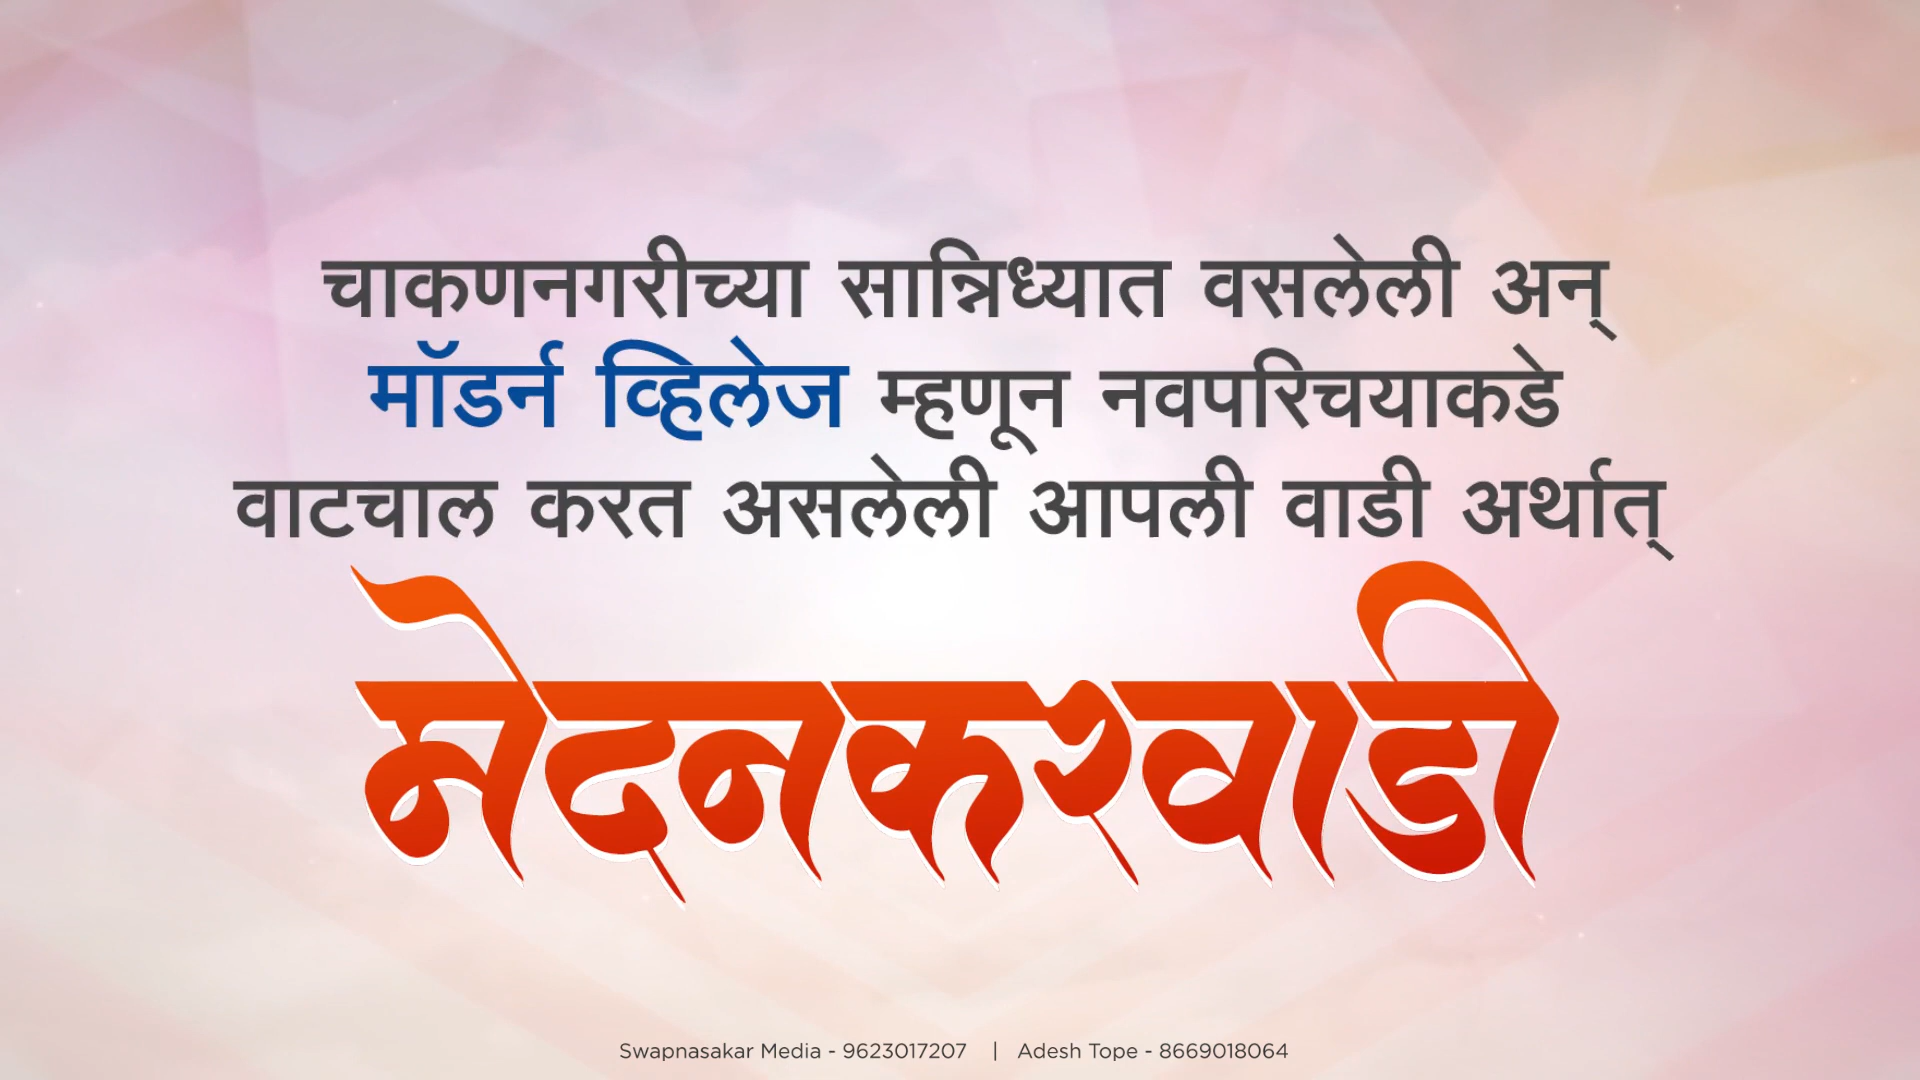 चाकणनगरीच्या सान्निध्यात वसलेली अन्
मॉडर्न व्हिलेज म्हणून नवपरिचयाकडे
वाटचाल करत असलेली आपली वाडी अर्थात्
मेदनकरवाडी
Swapnasakar Media - 9623017207 | Adesh Tope - 8669018064